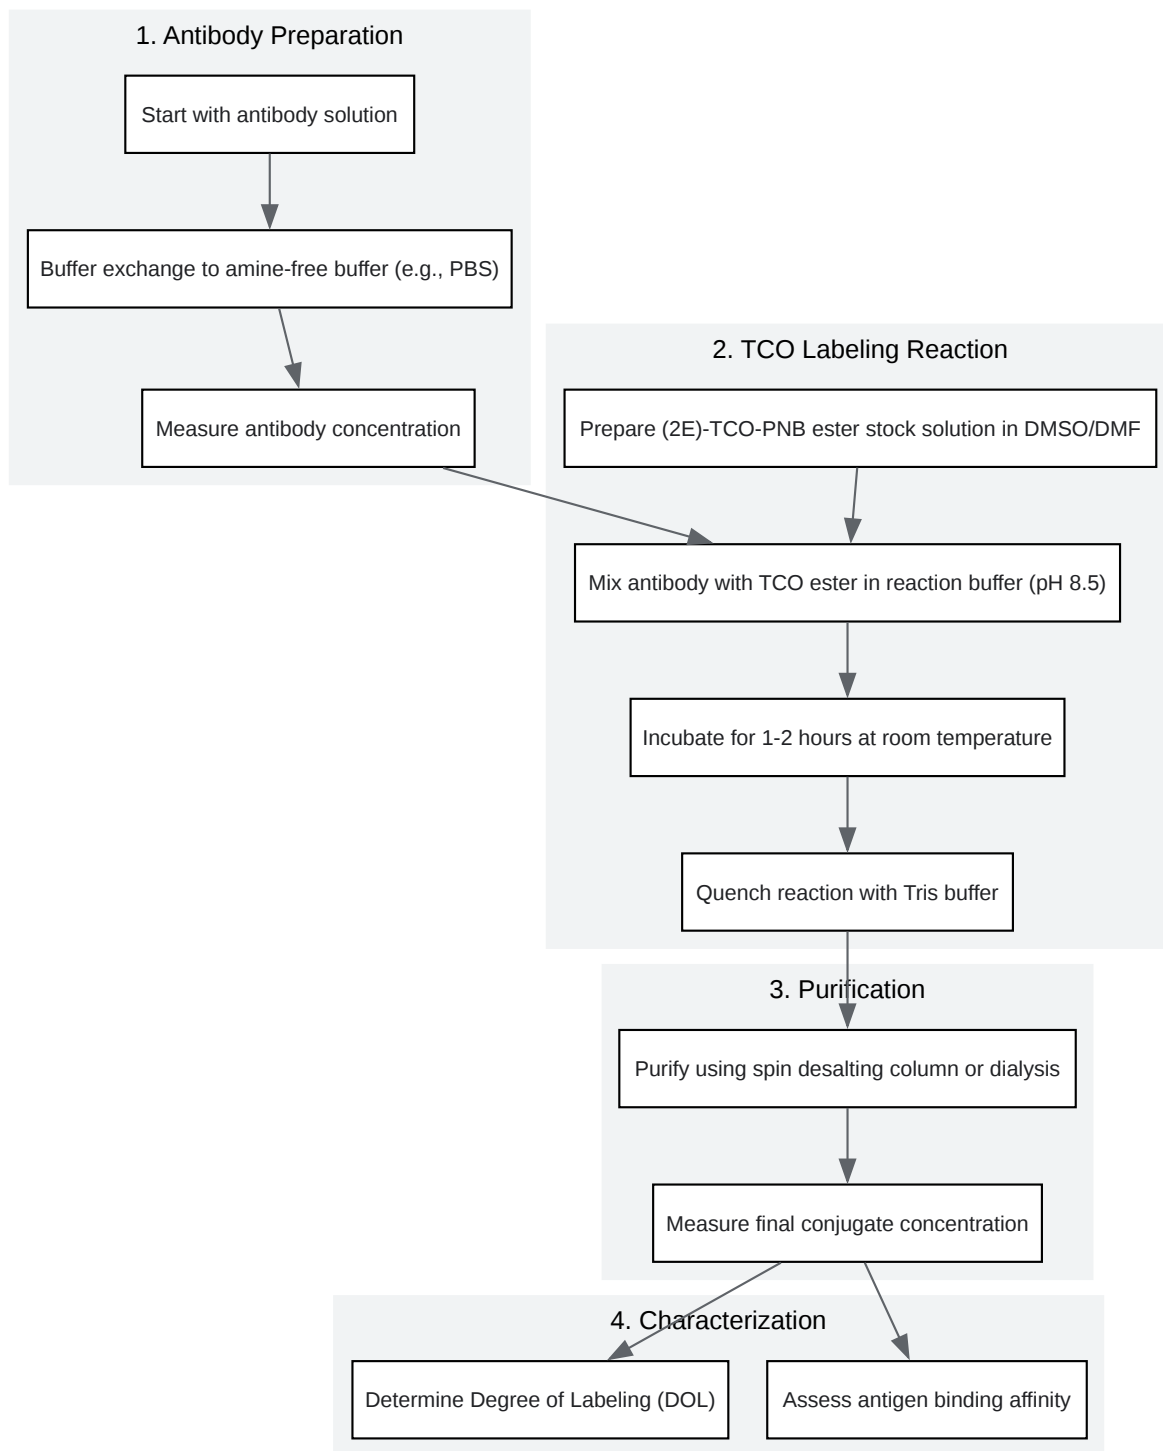 1. Antibody Preparation
Start with antibody solution
Buffer exchange to amine-free buffer (e.g., PBS)
Measure antibody concentration
2. TCO Labeling Reaction
Prepare (2E)-TCO-PNB ester stock solution in DMSO/DMF
Mix antibody with TCO ester in reaction buffer (pH 8.5)
Incubate for 1-2 hours at room temperature
Quench reaction with Tris buffer
3. Purification
Purify using spin desalting column or dialysis
Measure final conjugate concentration
4. Characterization
Determine Degree of Labeling (DOL)
Assess antigen binding affinity